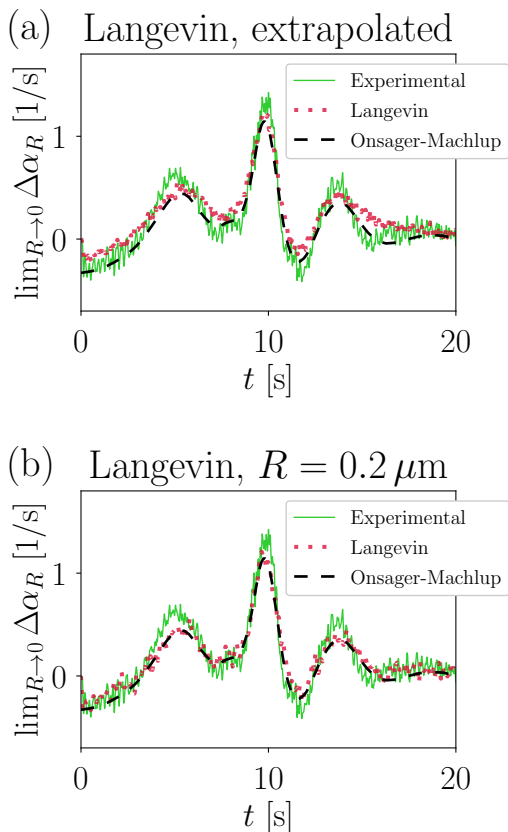 (a) Langevin, extrapolated
Experimental
Langevin
Onsager-Machlup
lim_{R→0} Δα_R [1/s]
1
0
0 10 20
t [s]
(b) Langevin, R = 0.2 μm
Experimental
Langevin
Onsager-Machlup
lim_{R→0} Δα_R [1/s]
1
0
0 10 20
t [s]